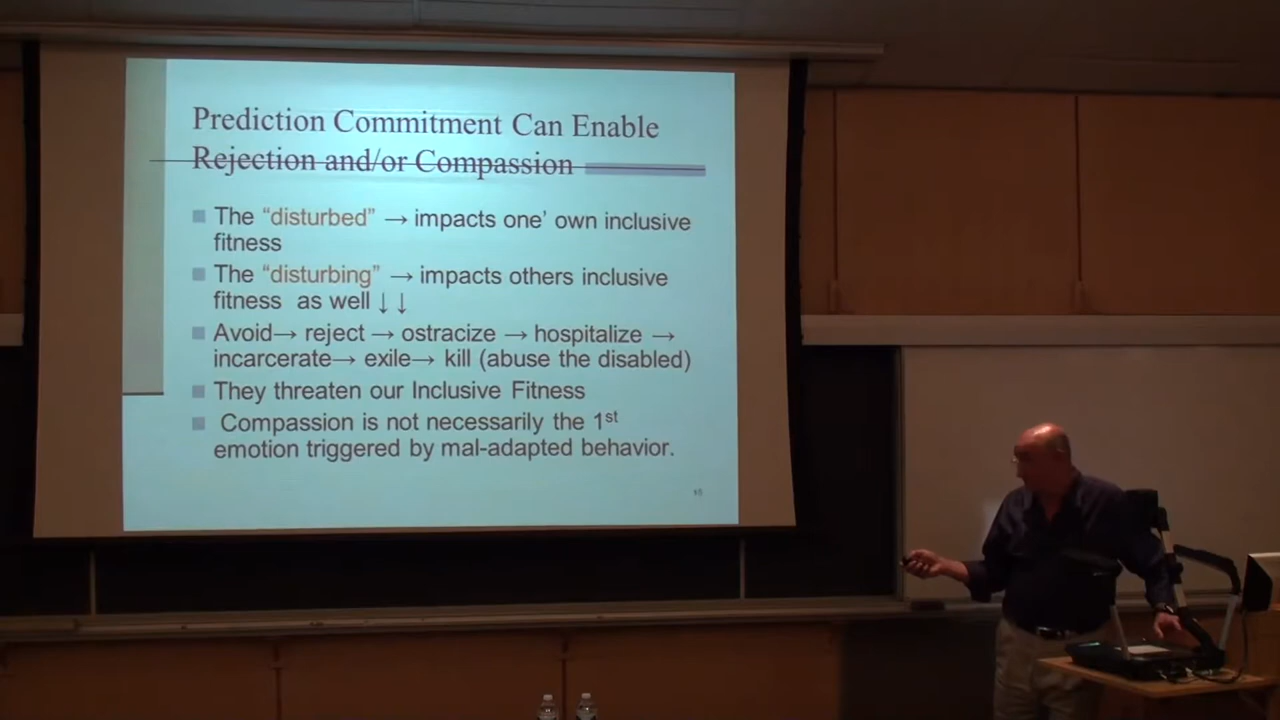 Prediction Commitment Can Enable
Rejection and/or Compassion
The “disturbed” → impacts one’ own inclusive
fitness
The “disturbing” → impacts others inclusive
fitness as well ↓ ↓
Avoid→ reject → ostracize → hospitalize →
incarcerate→ exile→ kill (abuse the disabled)
They threaten our Inclusive Fitness
Compassion is not necessarily the 1st
emotion triggered by mal-adapted behavior.